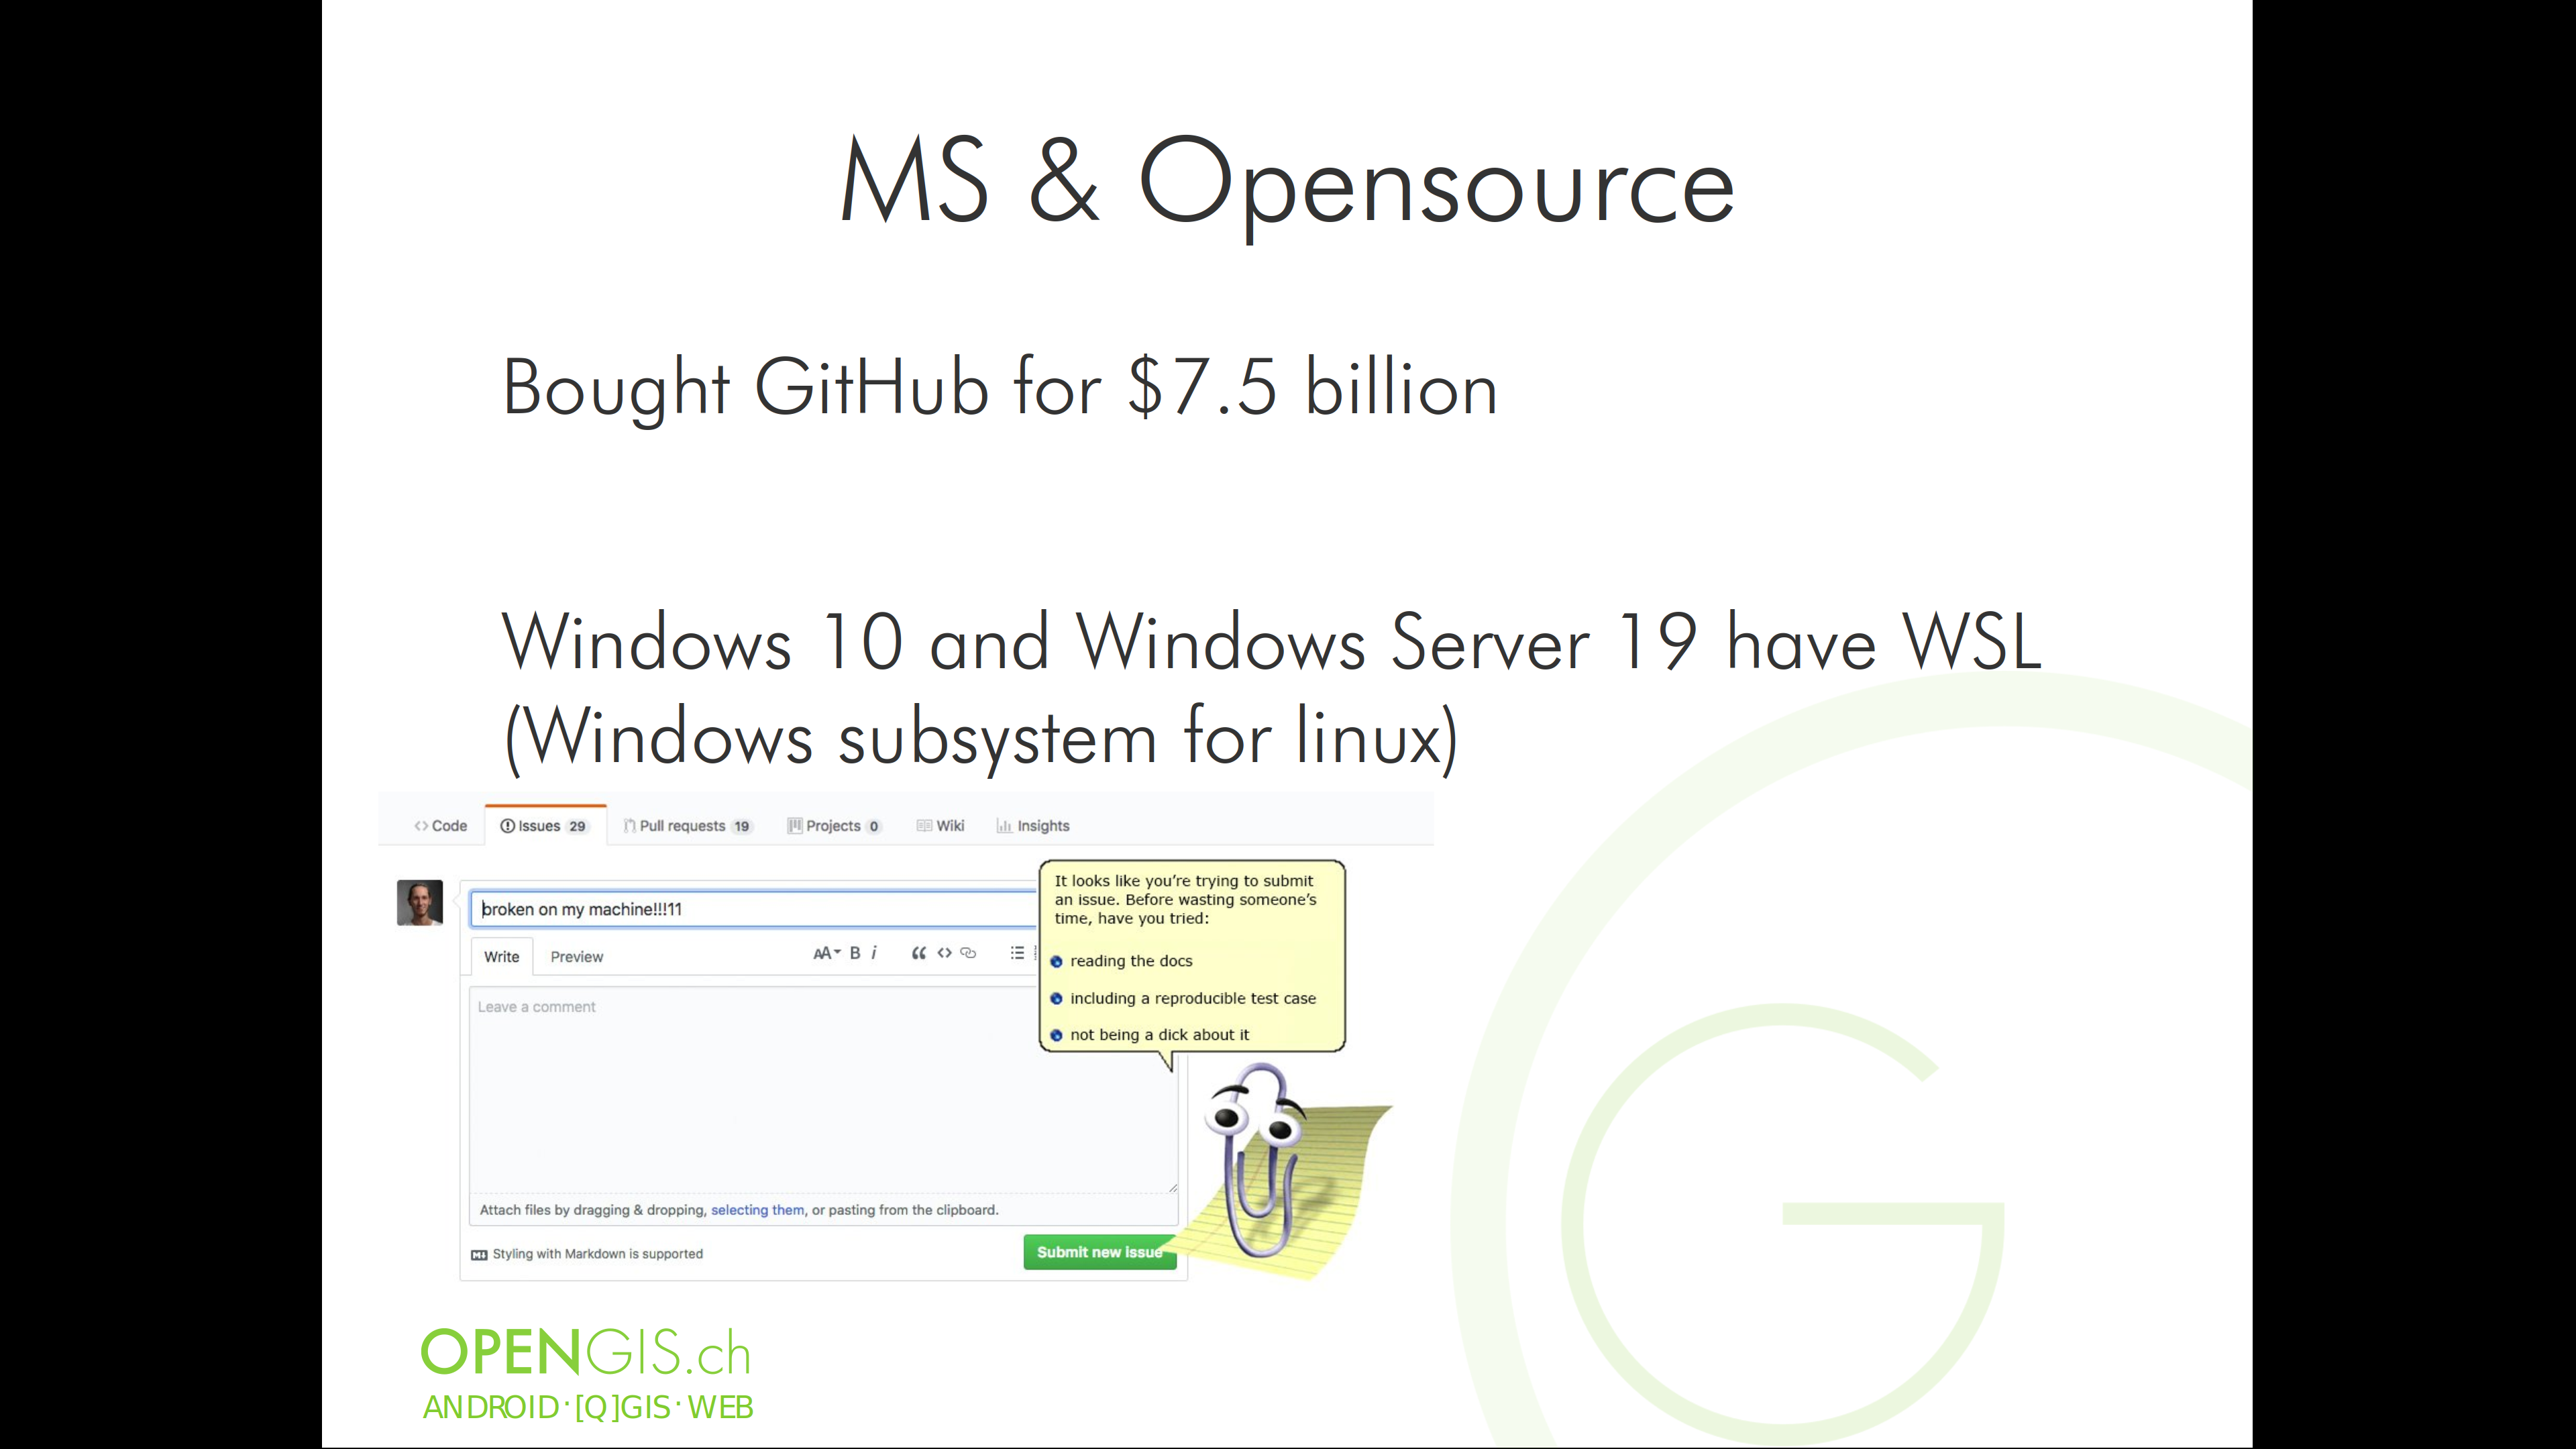 MS & Opensource
Bought GitHub for $7.5 billion
Windows 10 and Windows Server 19 have WSL
(Windows subsystem for linux)
Code Issues 29 Pull requests 19 Projects 0 Wiki Insights
broken on my machine!!!11
Write Preview AA B i
Leave a comment
Attach files by dragging & dropping, selecting them, or pasting from the clipboard.
Styling with Markdown is supported
Submit new issue
It looks like you're trying to submit
an issue. Before wasting someone's
time, have you tried:
reading the docs
including a reproducible test case
not being a dick about it
OPENGIS.ch
ANDROID·[Q]GIS·WEB